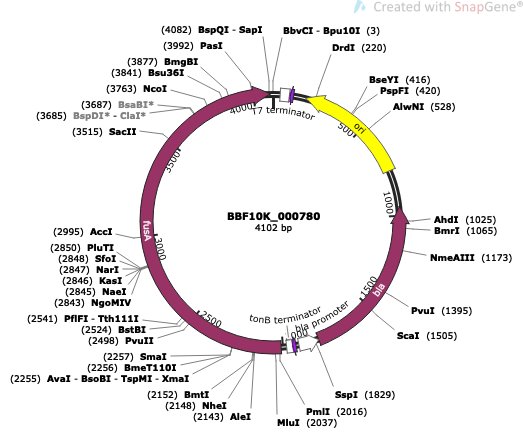 Created with SnapGene®
(4082) BspQI - SapI
BbvCI - Bpu10I (3)
(3992) PasI
DrdI (220)
(3877) BmgBI
(3841) Bsu36I
BseYI (416)
(3763) NcoI
PspFI (420)
(3687) BsaBI*
AlwNI (528)
(3685) BspDI* - ClaI*
(3515) SacII
4000
T7 terminator
500
ori
3500
1000
BBF10K_000780
4102 bp
AhdI (1025)
BmrI (1065)
(2995) AccI
fusA
3000
(2850) PluTI
(2848) SfoI
NmeAIII (1173)
(2847) NarI
(2846) KasI
(2845) NaeI
1500
bla
(2843) NgoMIV
PvuI (1395)
(2541) PflFI - Tth111I
2500
tonB terminator
bla promoter
(2524) BstBI
ScaI (1505)
(2498) PvuII
(2257) SmaI
(2256) BmeT110I
(2255) AvaI - BsoBI - TspMI - XmaI
(2152) BmtI
SspI (1829)
(2148) NheI
PmlI (2016)
(2143) AleI
MluI (2037)